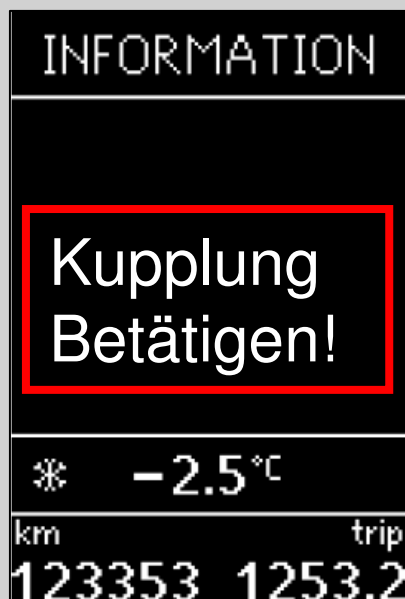 INFORMATION
Kupplung
Betätigen!
-2.5°C
km trip
123353 1253.2